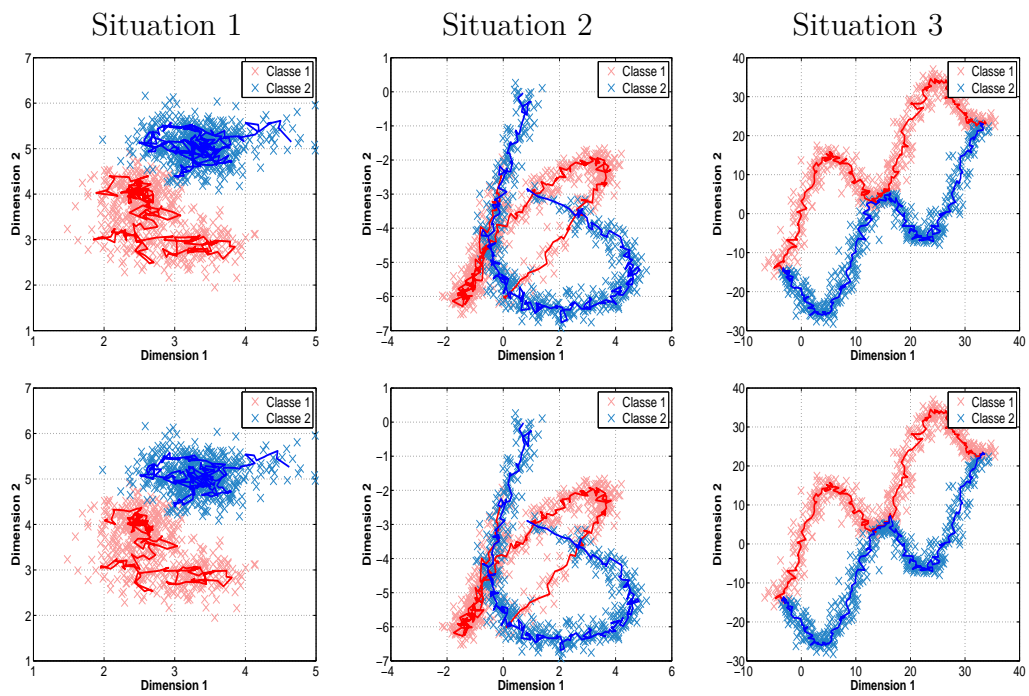 Situation 1 Situation 2 Situation 3
7
6
5
4
3
2
1
1 2 3 4 5
Dimension 1
Dimension 2
Classe 1
Classe 2
1
0
−1
−2
−3
−4
−5
−6
−7
−4 −2 0 2 4 6
Dimension 1
Dimension 2
Classe 1
Classe 2
40
30
20
10
0
−10
−20
−30
−10 0 10 20 30 40
Dimension 1
Dimension 2
Classe 1
Classe 2
7
6
5
4
3
2
1
1 2 3 4 5
Dimension 1
Dimension 2
Classe 1
Classe 2
1
0
−1
−2
−3
−4
−5
−6
−7
−4 −2 0 2 4 6
Dimension 1
Dimension 2
Classe 1
Classe 2
40
30
20
10
0
−10
−20
−30
−10 0 10 20 30 40
Dimension 1
Dimension 2
Classe 1
Classe 2